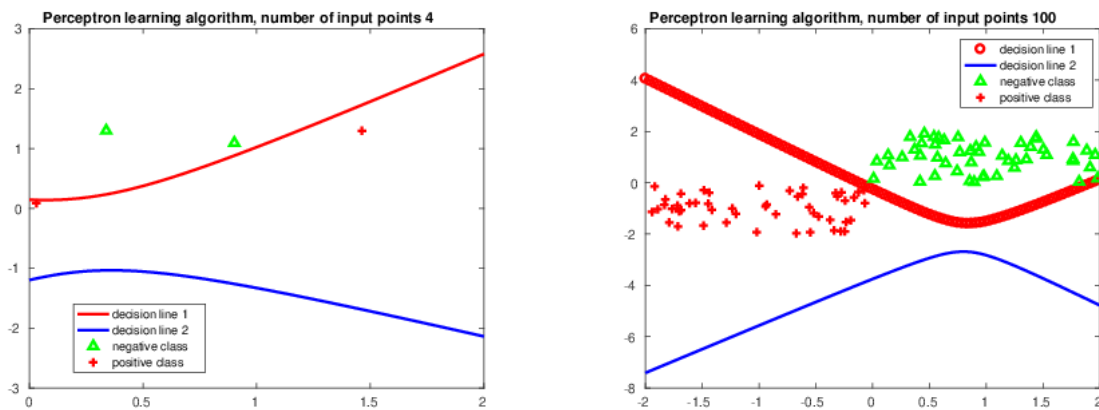 Perceptron learning algorithm, number of input points 4
3
2
1
0
-1
-2
-3
0
0.5
1
1.5
2
decision line 1
decision line 2
negative class
positive class
Perceptron learning algorithm, number of input points 100
6
4
2
0
-2
-4
-6
-8
-2
-1.5
-1
-0.5
0
0.5
1
1.5
2
decision line 1
decision line 2
negative class
positive class